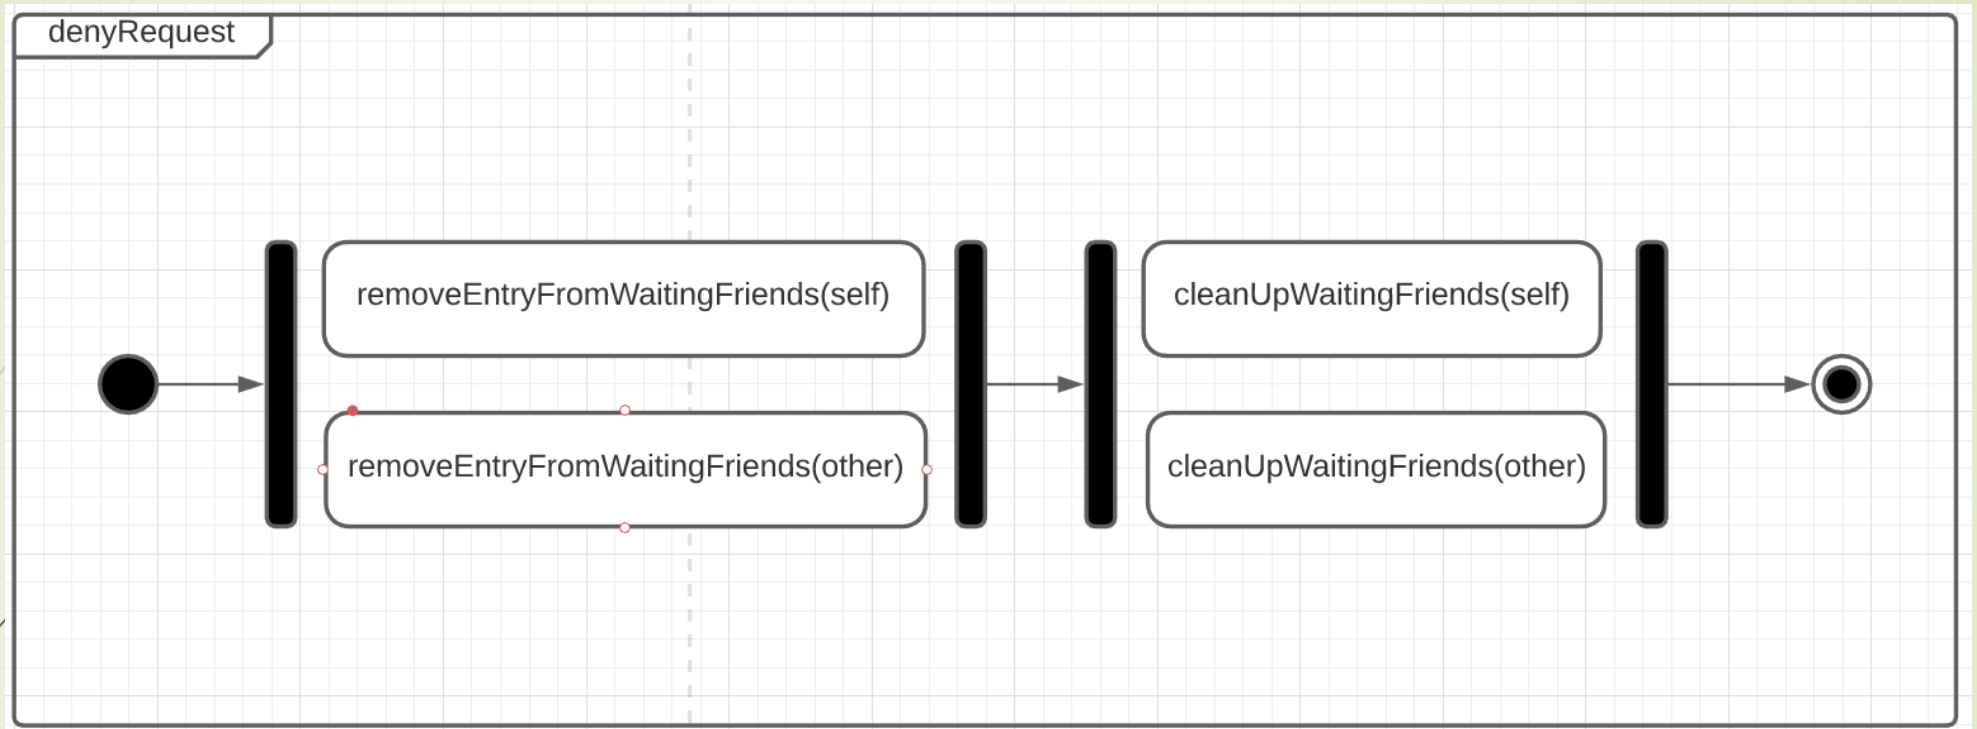 denyRequest
removeEntryFromWaitingFriends(self)
cleanUpWaitingFriends(self)
removeEntryFromWaitingFriends(other)
cleanUpWaitingFriends(other)